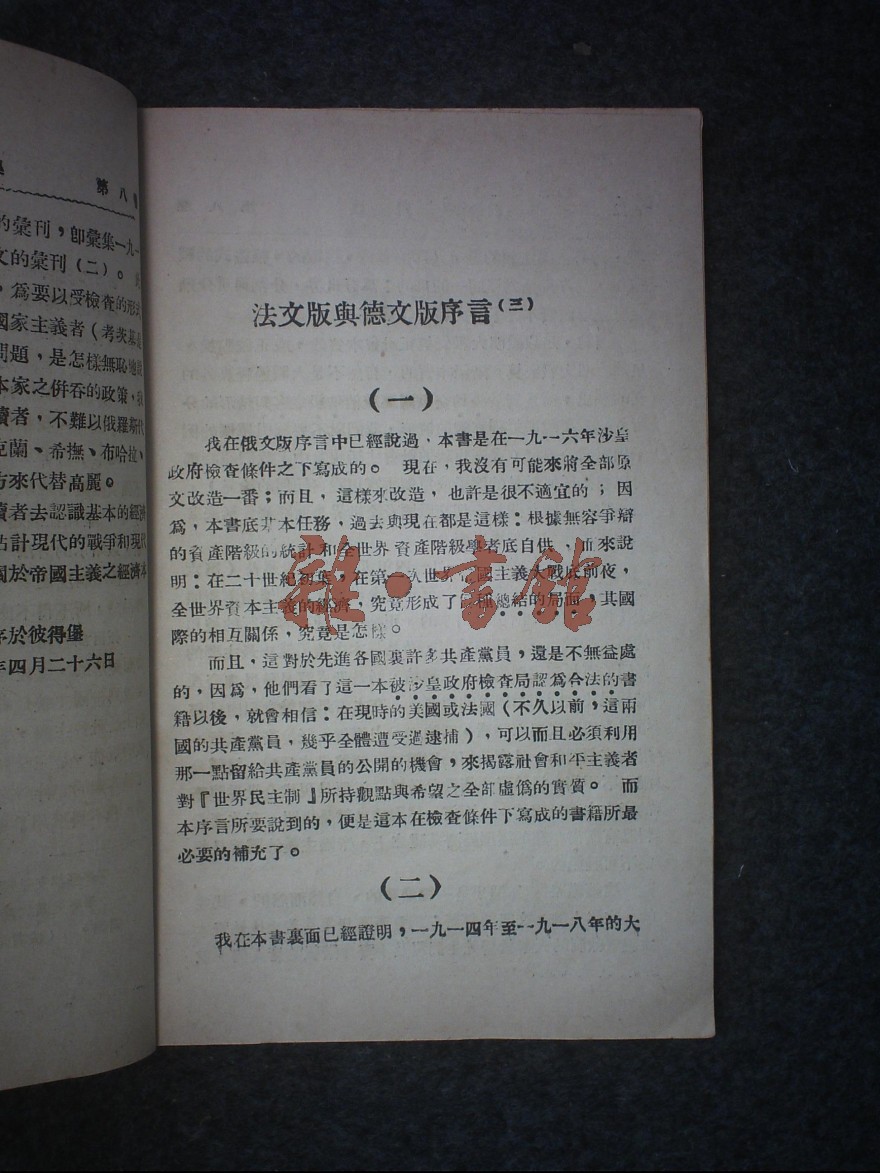 第八
的彙刊，卽彙集一九一
文的彙刊（二）。
，爲要以受檢查的形式
國家主義者（考茨基
問題，是怎樣無恥地
本家之併吞的政策，
讀者，不難以俄羅斯代
克蘭、希撫、布哈拉、
方來代替高麗。
讀者去認識基本的經濟
估計現代的戰爭和現代
關於帝國主義之經濟本
序於彼得堡
年四月二十六日
法文版與德文版序言（三）
（一）
我在俄文版序言中已經說過，本書是在一九一六年沙皇
政府檢查條件之下寫成的。 現在，我沒有可能來將全部原
文改造一番；而且，這樣來改造，也許是很不適宜的；因
爲，本書底基本任務，過去與現在都是這樣：根據無容爭辯
的資產階級的統計和全世界資產階級學者底自供，而來說
明：在二十世紀初葉，在第一次世界帝國主義大戰底前夜，
全世界資本主義的經濟，究竟形成了何種總結的局面，其國
際的相互關係，究竟是怎樣。
而且，這對於先進各國裏許多共產黨員，還是不無益處
的，因爲，他們看了這一本被沙皇政府檢查局認爲合法的書
籍以後，就會相信：在現時的美國或法國（不久以前，這兩
國的共產黨員，幾乎全體遭受過逮捕），可以而且必須利用
那一點留給共產黨員的公開的機會，來揭露社會和平主義者
對『世界民主制』所持觀點與希望之全部虛僞的實質。 而
本序言所要說到的，便是這本在檢查條件下寫成的書籍所最
必要的補充了。
（二）
我在本書裏面已經證明，一九一四年至一九一八年的大
雜·書館